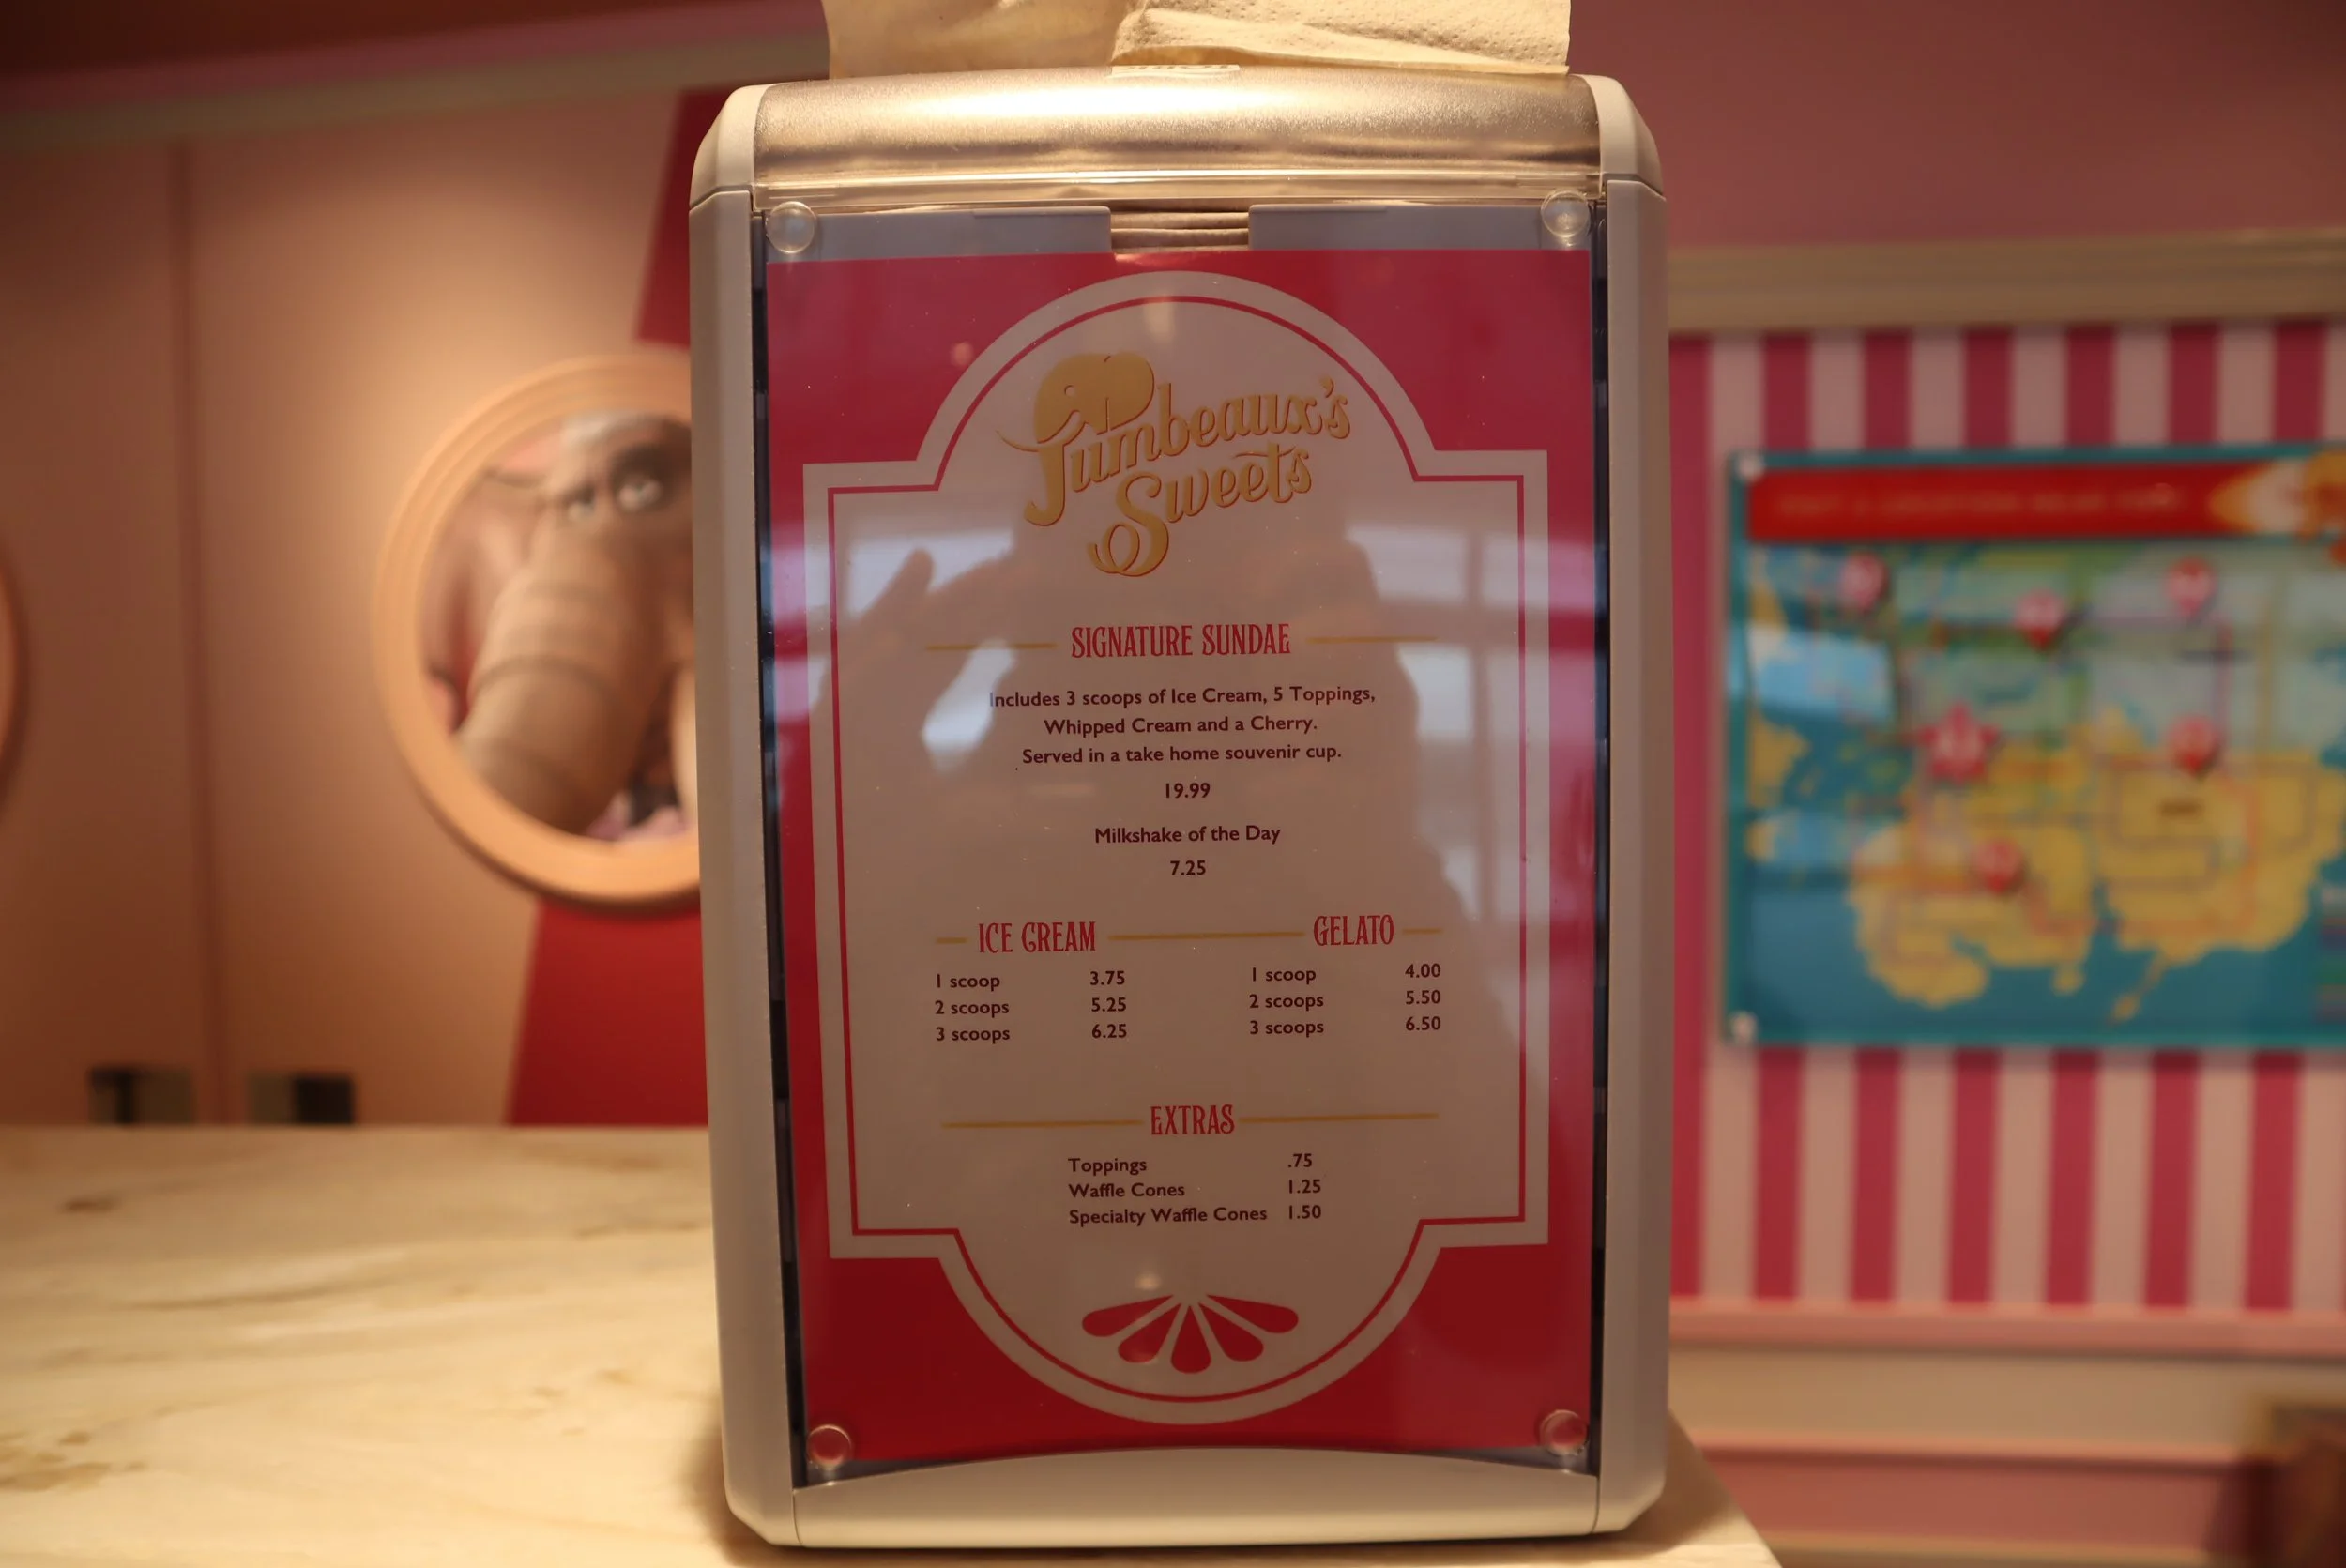 Jumbeaux's
Sweets
SIGNATURE SUNDAE
Includes 3 scoops of Ice Cream, 5 Toppings,
Whipped Cream and a Cherry.
Served in a take home souvenir cup.
19.99
Milkshake of the Day
7.25
ICE CREAM
1 scoop 3.75
2 scoops 5.25
3 scoops 6.25
GELATO
1 scoop 4.00
2 scoops 5.50
3 scoops 6.50
EXTRAS
Toppings .75
Waffle Cones 1.25
Specialty Waffle Cones 1.50